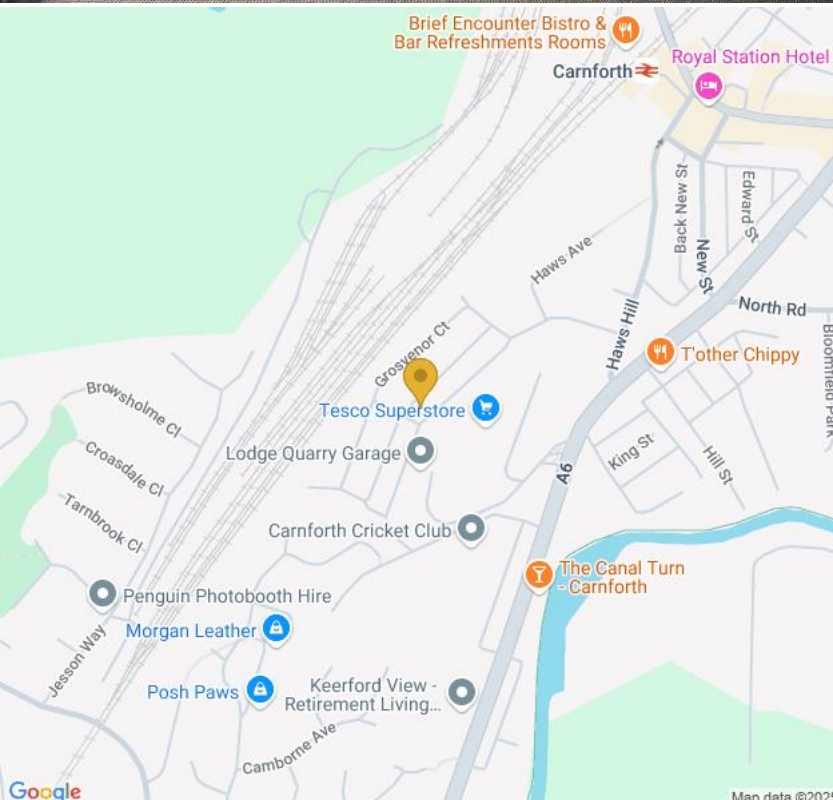 Brief Encounter Bistro &
Bar Refreshments Rooms
Royal Station Hotel
Carnforth
Back New St
Edward St
New St
Haws Ave
North Rd
Haws Hill
Grosvenor Ct
T'other Chippy
Bloomfield Park
Browsholme Cl
Tesco Superstore
Lodge Quarry Garage
Croasdale Cl
King St
Hill St
A6
Tarnbrook Cl
Carnforth Cricket Club
The Canal Turn
- Carnforth
Penguin Photobooth Hire
Morgan Leather
Jesson Way
Posh Paws
Keerford View -
Retirement Living...
Camborne Ave
Google
Map data ©2025